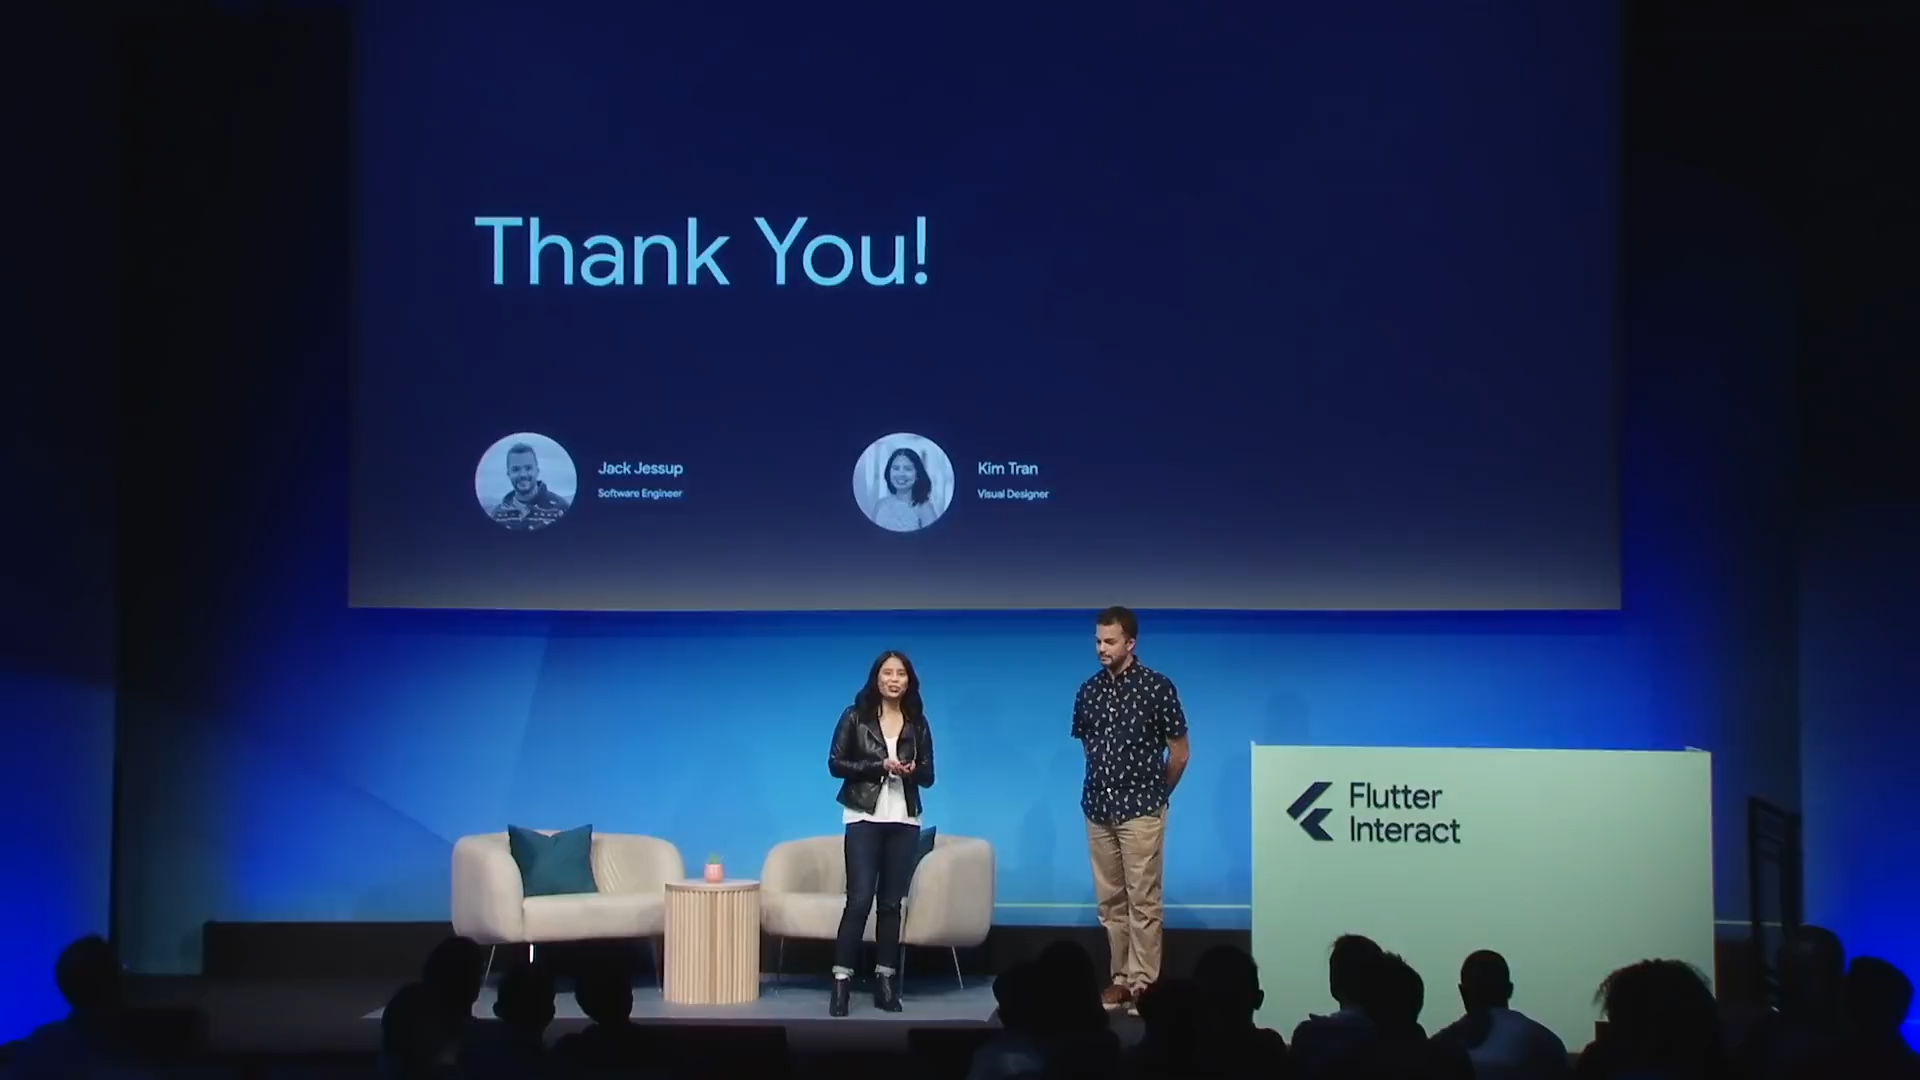 Thank You!
Jack Jessup
Software Engineer
Kim Tran
Visual Designer
Flutter
Interact